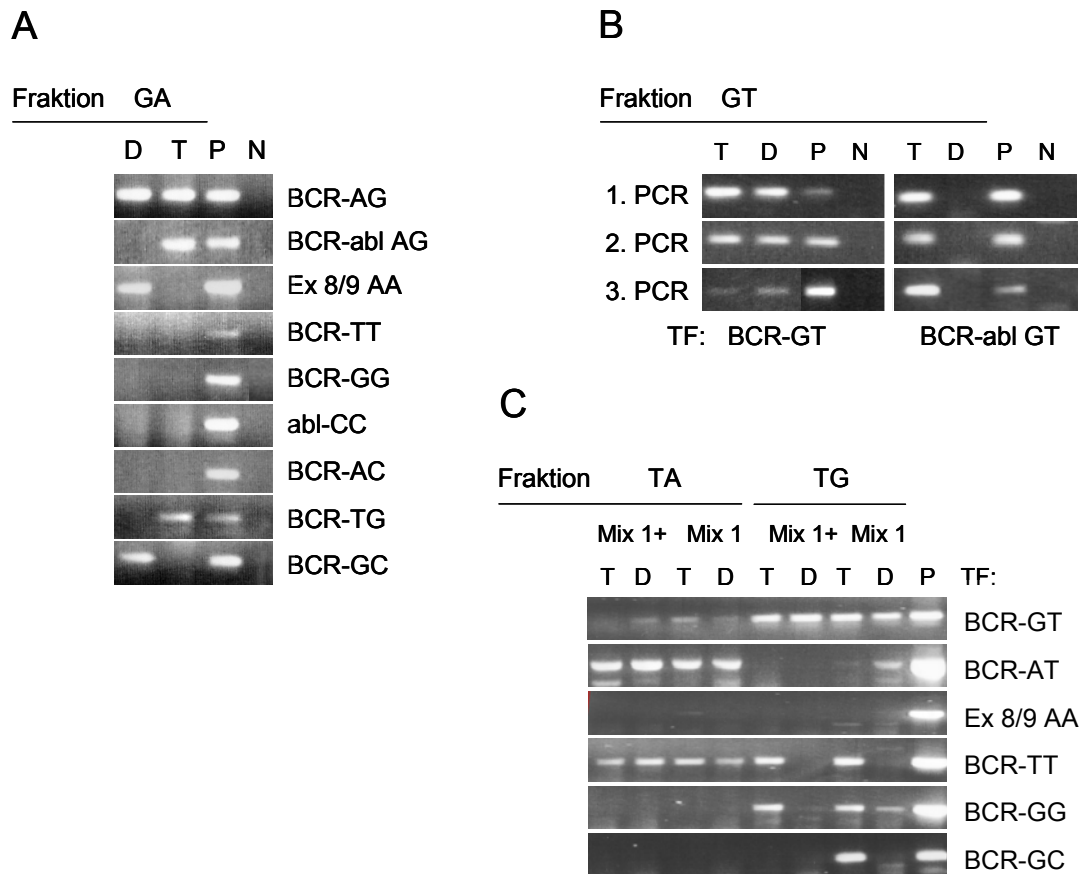 A
Fraktion GA
D T P N
BCR-AG
BCR-abl AG
Ex 8/9 AA
BCR-TT
BCR-GG
abl-CC
BCR-AC
BCR-TG
BCR-GC
B
Fraktion GT
T D P N T D P N
1. PCR
2. PCR
3. PCR
TF: BCR-GT BCR-abl GT
C
Fraktion TA TG
Mix 1+ Mix 1 Mix 1+ Mix 1
T D T D T D T D P TF:
BCR-GT
BCR-AT
Ex 8/9 AA
BCR-TT
BCR-GG
BCR-GC